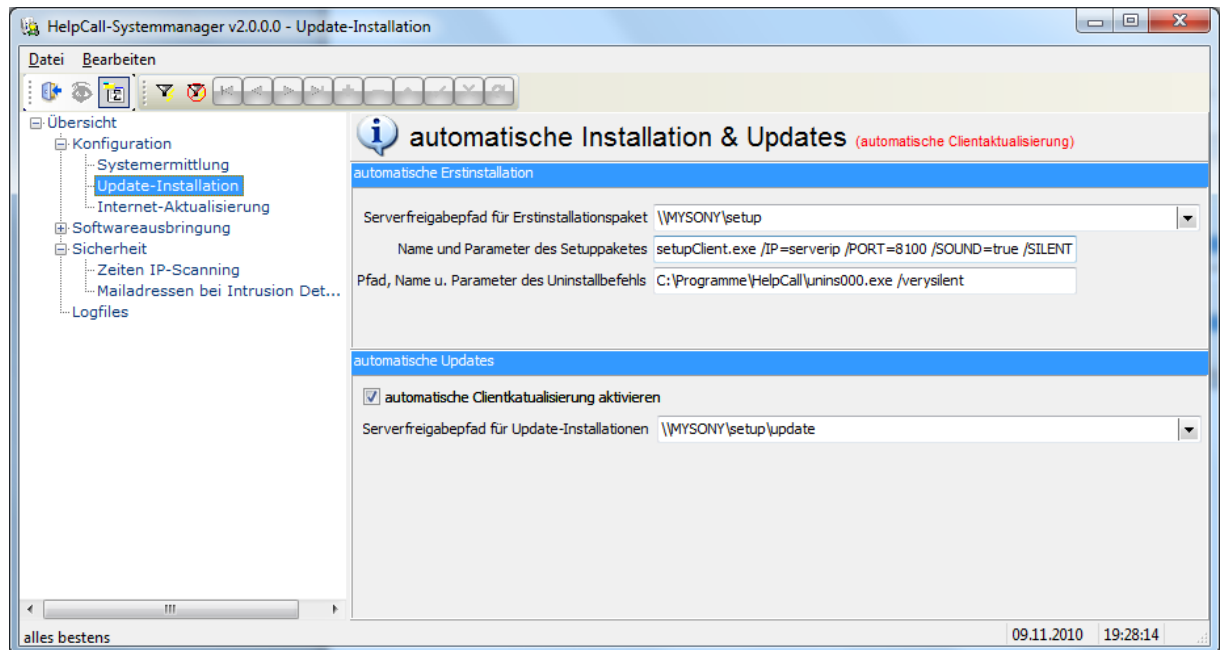 HelpCall-Systemmanager v2.0.0.0 - Update-Installation
Datei Bearbeiten
Übersicht
Konfiguration
Systemermittlung
Update-Installation
Internet-Aktualisierung
Softwareausbringung
Sicherheit
Zeiten IP-Scanning
Mailadressen bei Intrusion Det...
Logfiles
automatische Installation & Updates (automatische Clientaktualisierung)
automatische Erstinstallation
Serverfreigabepfad für Erstinstallationspaket \\MYSONY\setup
Name und Parameter des Setuppaketes setupClient.exe /IP=serverip /PORT=8100 /SOUND=true /SILENT
Pfad, Name u. Parameter des Uninstallbefehls C:\Programme\HelpCall\unins000.exe /verysilent
automatische Updates
automatische Clientkatualisierung aktivieren
Serverfreigabepfad für Update-Installationen \\MYSONY\setup\update
alles bestens 09.11.2010 19:28:14